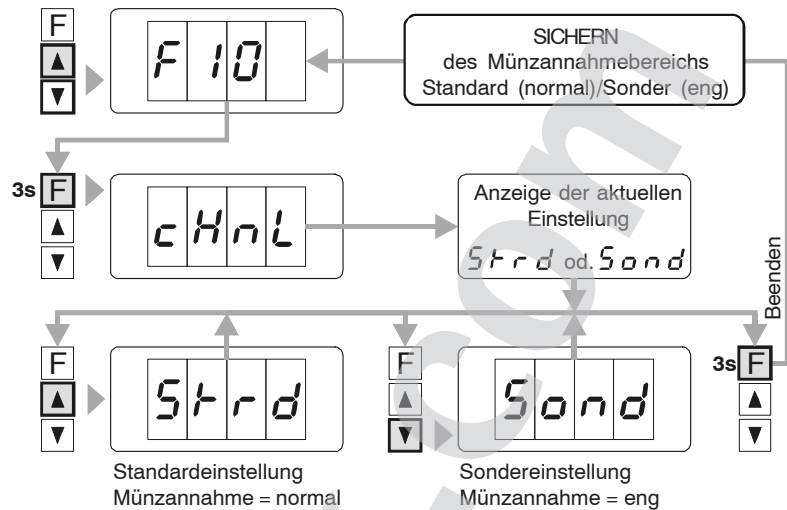 F
▲
▼
F 10
SICHERN
des Münzannahmebereichs
Standard (normal)/Sonder (eng)
3s F
▲
▼
cHnL
Anzeige der aktuellen
Einstellung
Strd od. Sond
Beenden
F
▲
▼
Strd
F
▲
▼
Sond
3s F
▲
▼
Standardeinstellung
Münzannahme = normal
Sondereinstellung
Münzannahme = eng
com